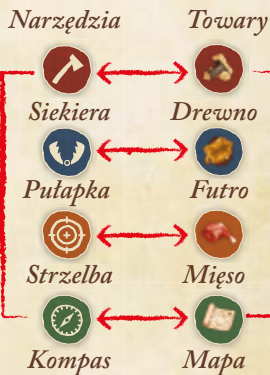 Narzędzia Towary
Siekiera Drewno
Pułapka Futro
Strzelba Mięso
Kompas Mapa